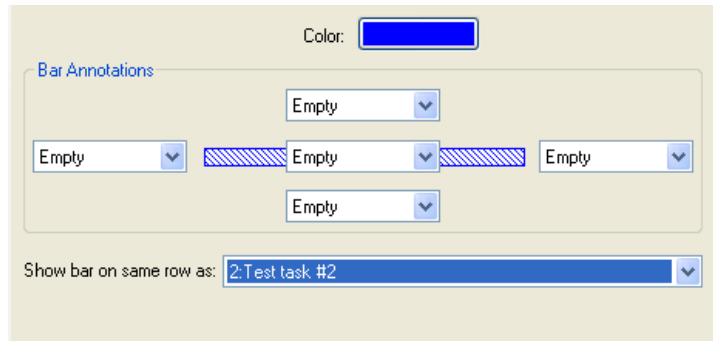 Color:
Bar Annotations
Empty
Empty Empty Empty
Empty
Show bar on same row as: 2:Test task #2